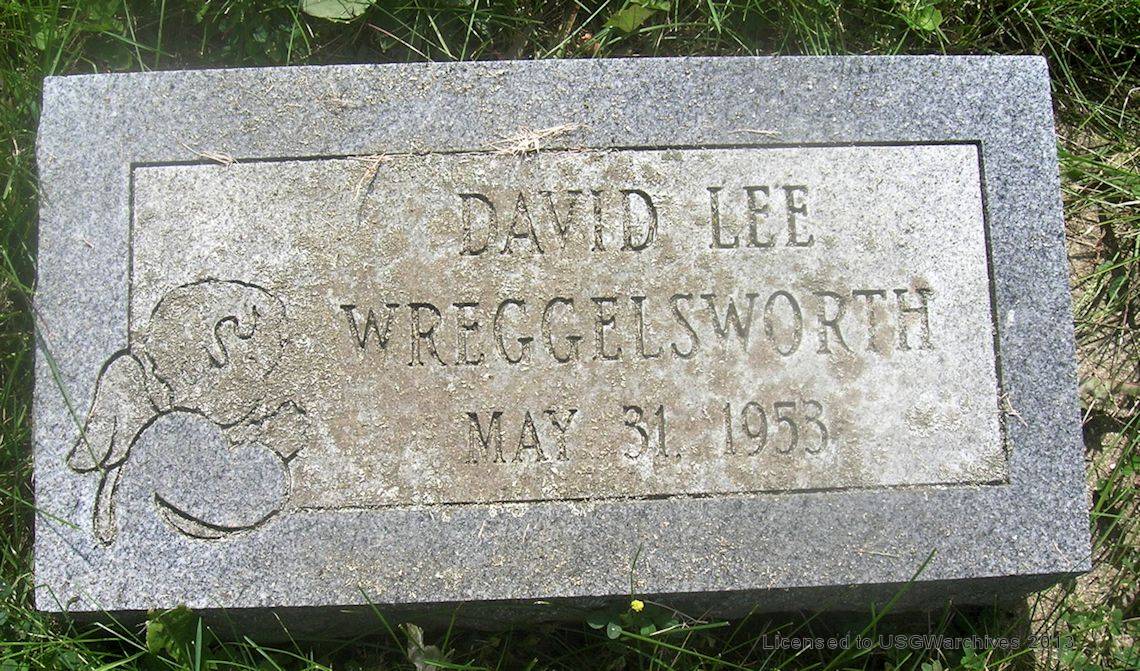 DAVID LEE
WREGGELSWORTH
MAY 31. 1953
Licensed to USGWarchives 2013